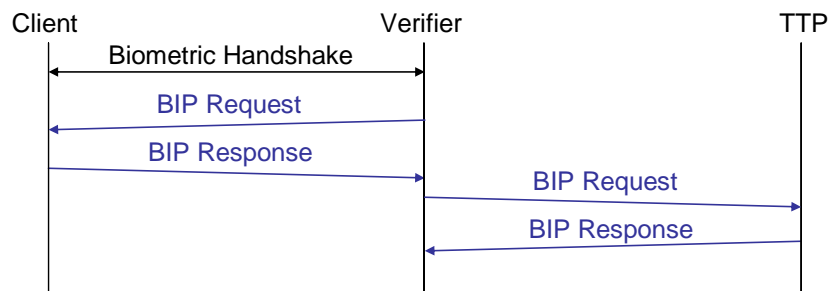 Client
Verifier
TTP
Biometric Handshake
BIP Request
BIP Response
BIP Request
BIP Response